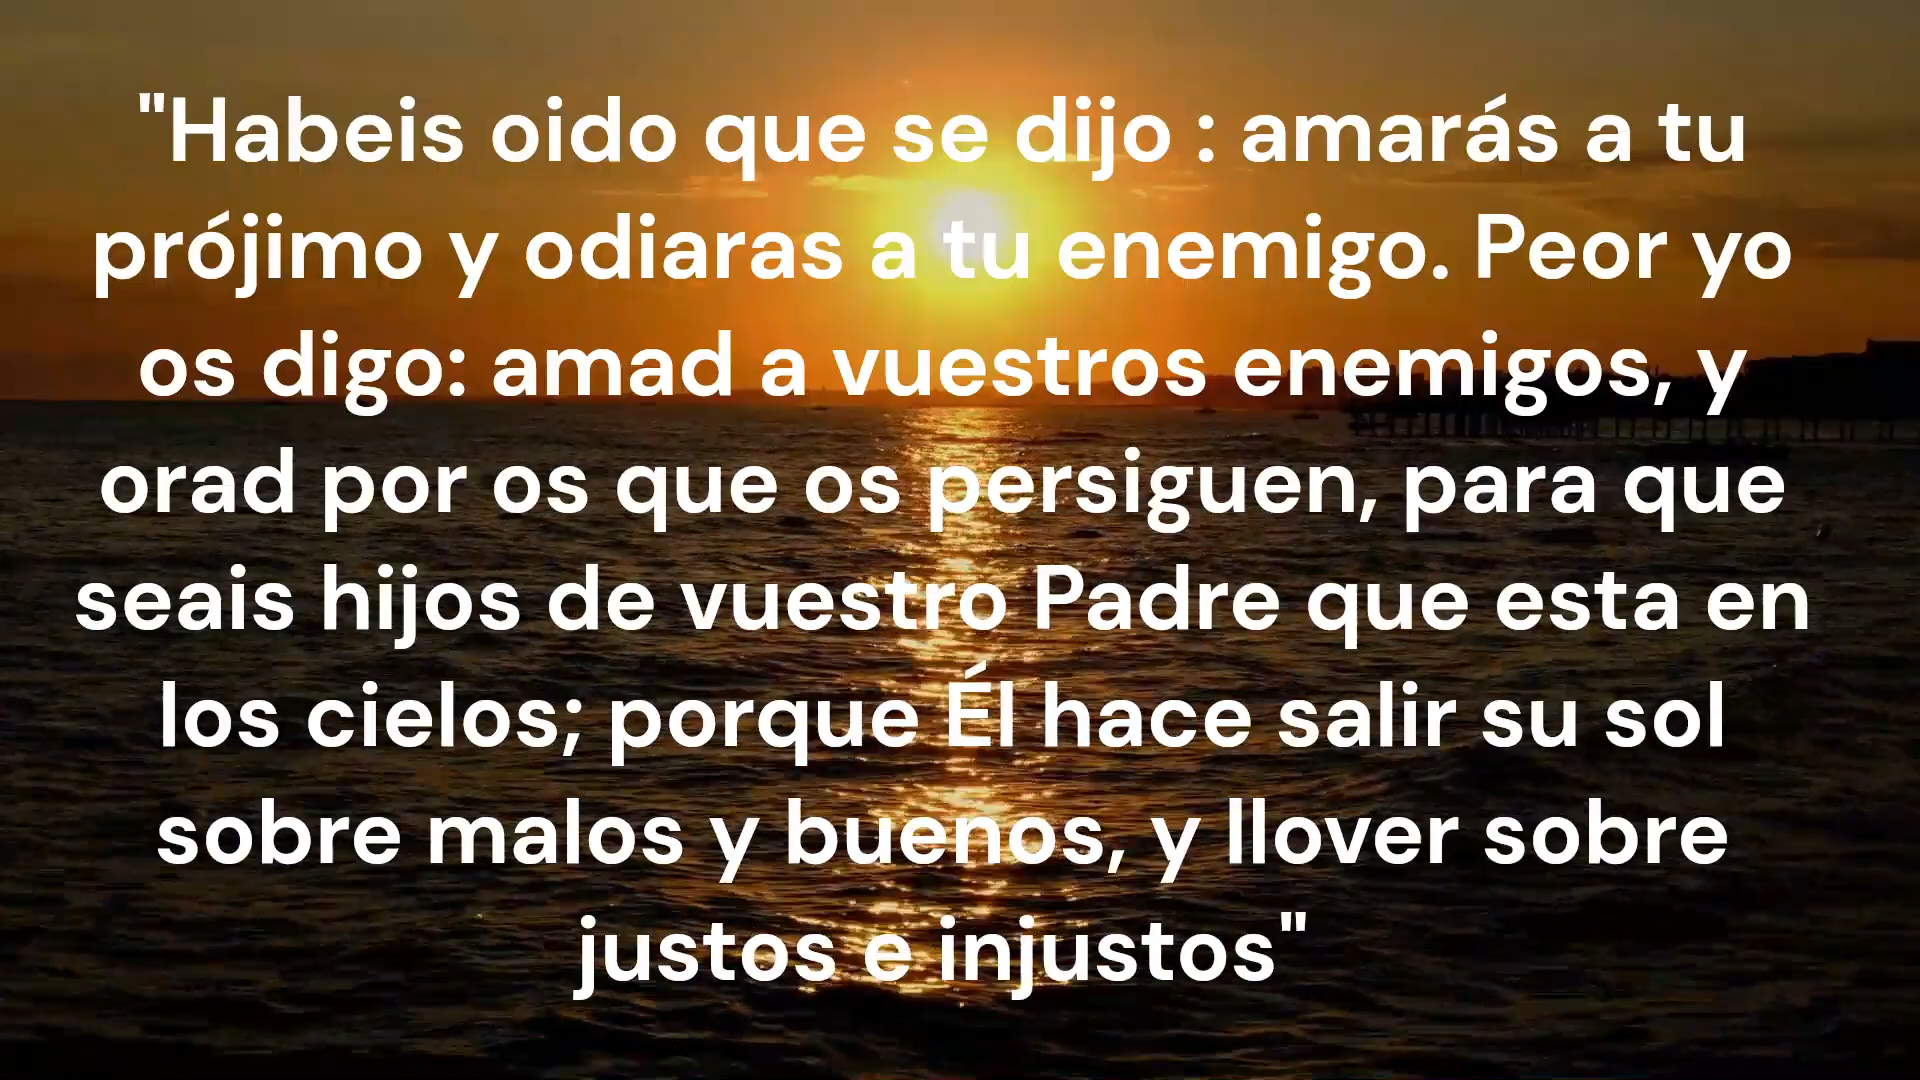 "Habeis oido que se dijo : amarás a tu
prójimo y odiaras a tu enemigo. Peor yo
os digo: amad a vuestros enemigos, y
orad por os que os persiguen, para que
seais hijos de vuestro Padre que esta en
los cielos; porque Él hace salir su sol
sobre malos y buenos, y llover sobre
justos e injustos"